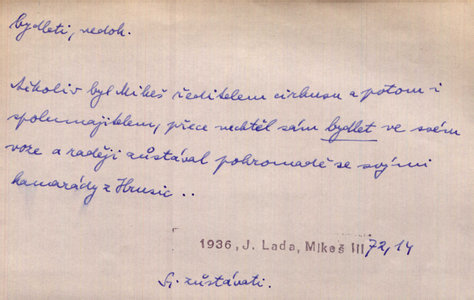 bydleti, nedok.
Ačkoliv byl Mikeš ředitelem cirkusu a potom i
spolumajitelem, přece nechtěl sám bydlet ve svém
voze a raději zůstával pohromadě se svými
kamarády z Hrusic..
1936, J. Lada, Mikeš III 72,14
Sr. zůstávati.